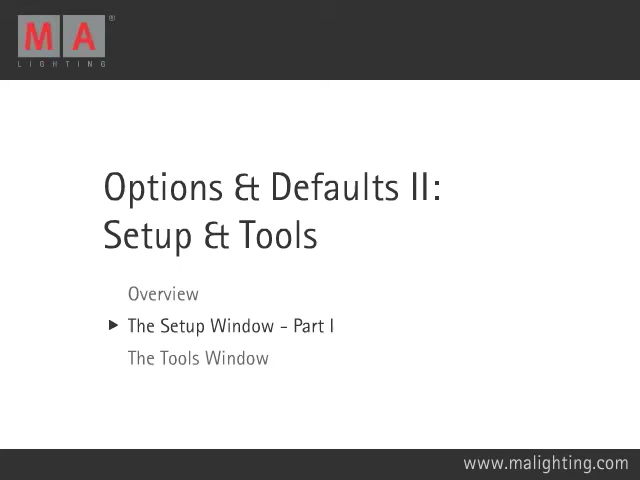 MA®
LIGHTING
Options & Defaults II:
Setup & Tools
Overview
The Setup Window - Part I
The Tools Window
www.malighting.com